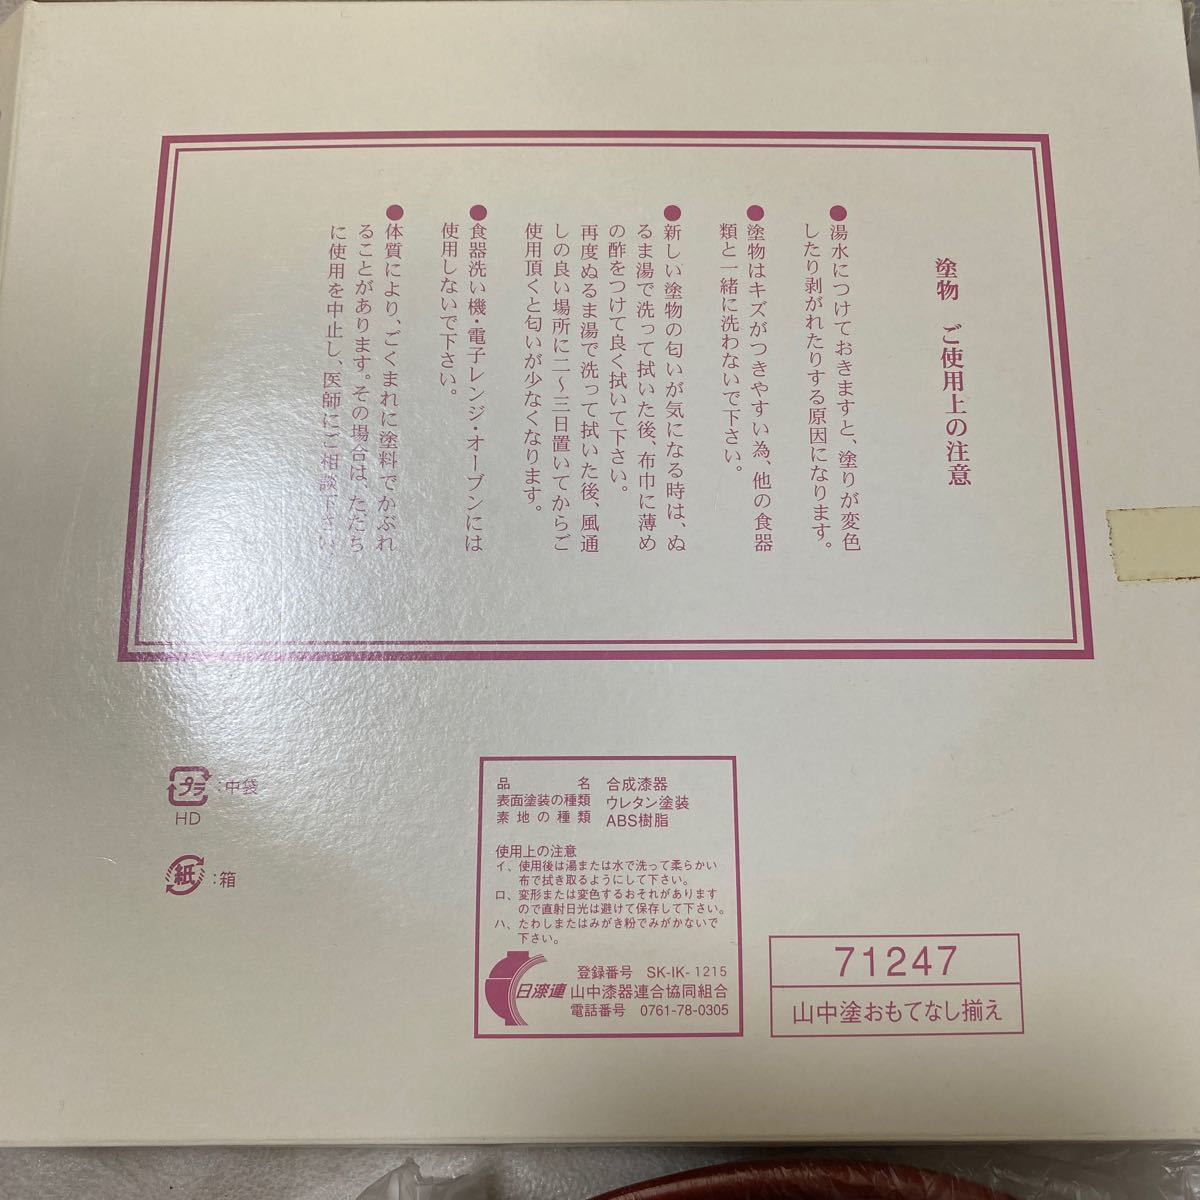 塗物　ご使用上の注意
●湯水につけておきますと、塗りが変色
したり剥がれたりする原因になります。
●塗物はキズがつきやすい為、他の食器
類と一緒に洗わないで下さい。
●新しい塗物の匂いが気になる時は、ぬ
るま湯で洗って拭いた後、布巾に薄め
の酢をつけて良く拭いて下さい。
再度ぬるま湯で洗って拭いた後、風通
しの良い場所に二〜三日置いてからご
使用頂くと匂いが少なくなります。
●食器洗い機・電子レンジ・オーブンには
使用しないで下さい。
●体質により、ごくまれに塗料でかぶれ
ることがあります。その場合は、ただち
に使用を中止し、医師にご相談下さい。
プラ :中袋
HD
紙 :箱
品名 合成漆器
表面塗装の種類 ウレタン塗装
素地の種類 ABS樹脂
使用上の注意
イ、使用後は湯または水で洗って柔らかい
布で拭き取るようにして下さい。
ロ、変形または変色するおそれがあります
ので直射日光は避けて保存して下さい。
ハ、たわしまたはみがき粉でみがかないで
下さい。
日漆連
登録番号 SK-IK-1215
山中漆器連合協同組合
電話番号 0761-78-0305
71247
山中塗おもてなし揃え